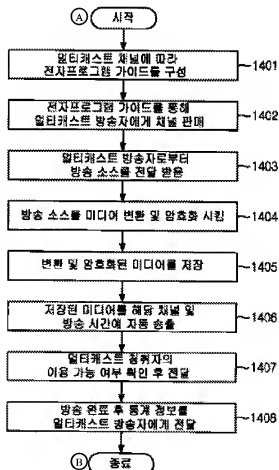 A 시작
멀티캐스트 채널에 따라
전자프로그램 가이드를 구성
1401
전자프로그램 가이드를 통해
멀티캐스트 방송자에게 채널 판매
1402
멀티캐스트 방송자로부터
방송 소스를 전달 받음
1403
방송 소스를 미디어 변환 및 암호화 시킴
1404
변환 및 암호화된 미디어를 저장
1405
저장된 미디어를 해당 채널 및
방송 시간에 자동 송출
1406
멀티캐스트 청취자의
이용 가능 여부 확인 후 전달
1407
방송 완료 후 통계 정보를
멀티캐스트 방송자에게 전달
1408
B 종료